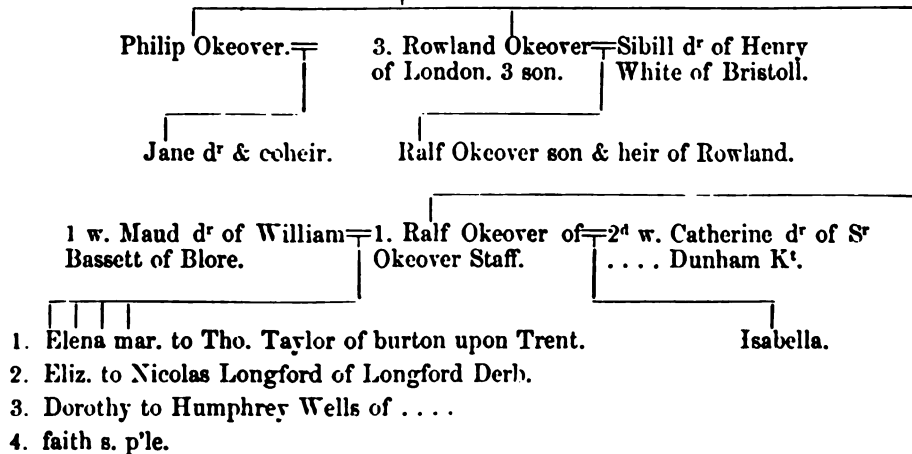 Philip Okeover.
3. Rowland Okeover
of London. 3 son.
Sibill dʳ of Henry
White of Bristoll.
Jane dʳ & coheir.
Ralf Okeover son & heir of Rowland.
1 w. Maud dʳ of William
Bassett of Blore.
1. Ralf Okeover of
Okeover Staff.
2ᵈ w. Catherine dʳ of Sʳ
. . . . Dunham Kᵗ.
1. Elena mar. to Tho. Taylor of burton upon Trent.
2. Eliz. to Nicolas Longford of Longford Derb.
3. Dorothy to Humphrey Wells of . . . .
4. faith s. p'le.
Isabella.